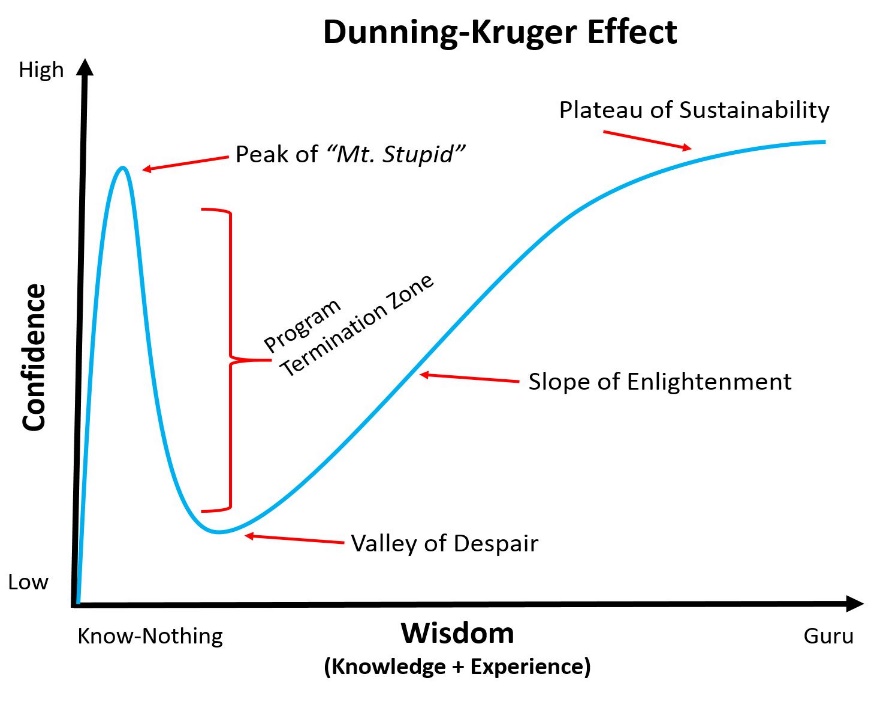 Dunning-Kruger Effect
High
Plateau of Sustainability
Peak of “Mt. Stupid”
Program
Termination Zone
Confidence
Slope of Enlightenment
Valley of Despair
Low
Know-Nothing
Wisdom
Guru
(Knowledge + Experience)